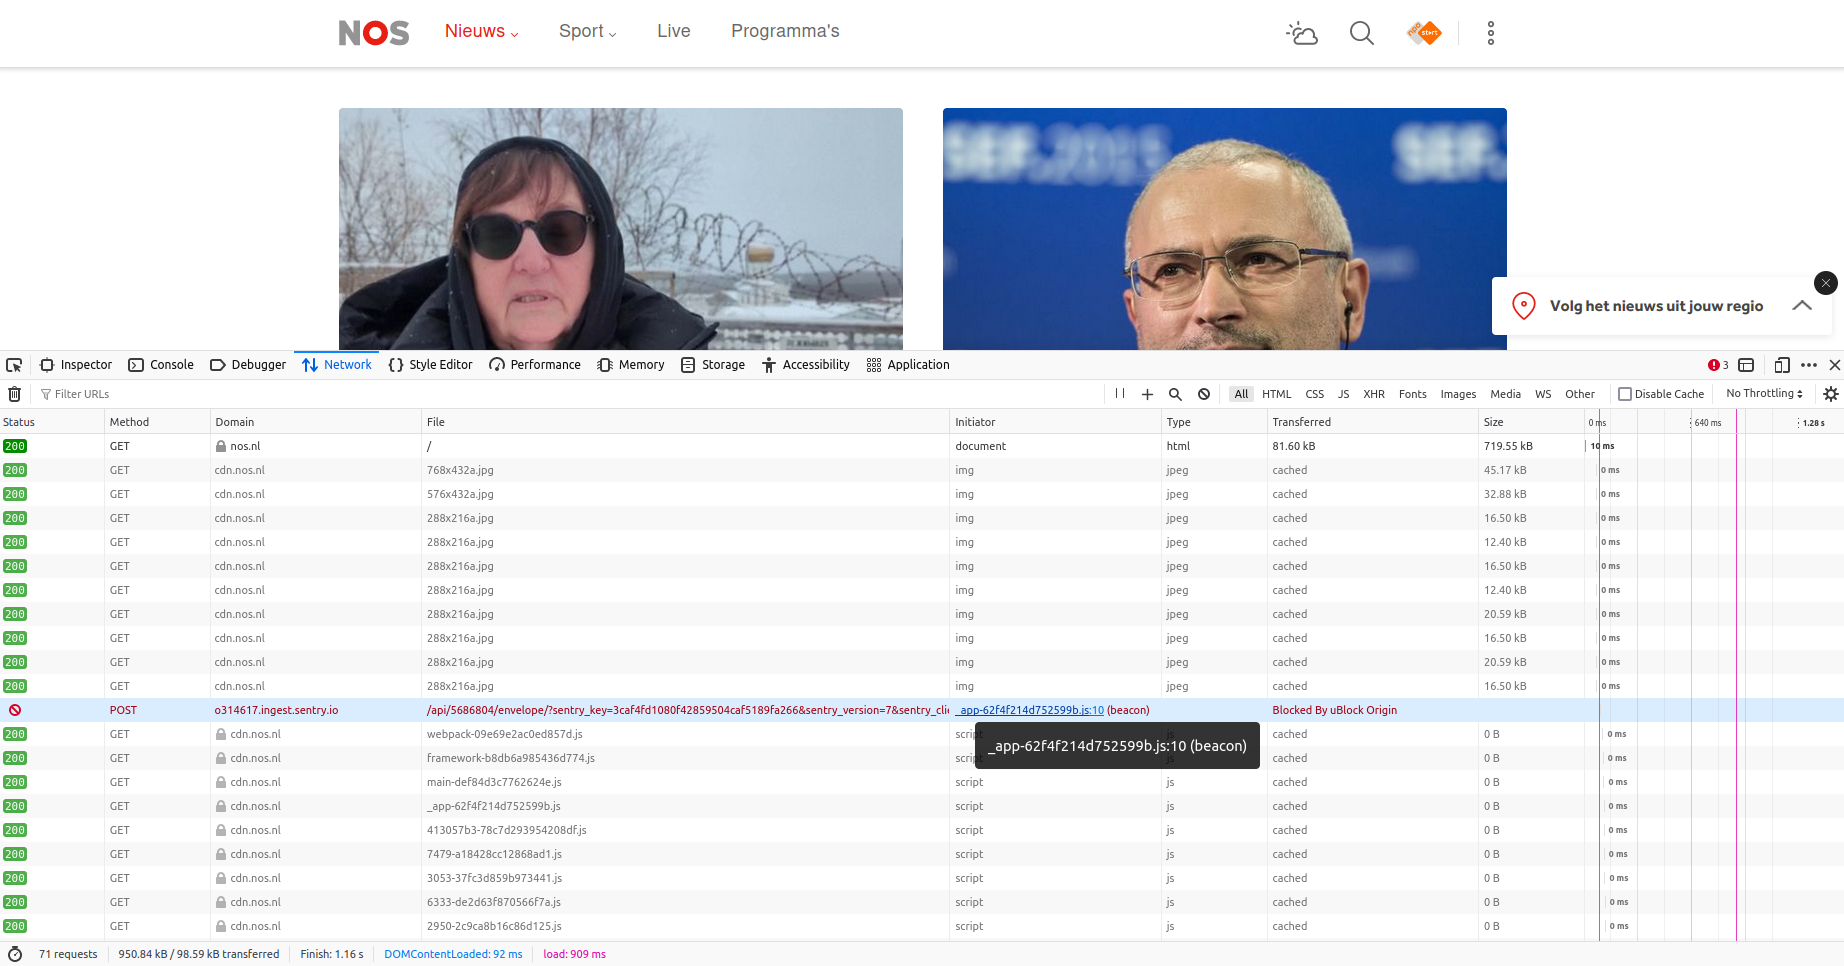 NOS Nieuws Sport Live Programma's start
SEF.2015
Volg het nieuws uit jouw regio
Inspector Console Debugger Network Style Editor Performance Memory Storage Accessibility Application 3
Filter URLs All HTML CSS JS XHR Fonts Images Media WS Other Disable Cache No Throttling
Status Method Domain File Initiator Type Transferred Size 0 ms 640 ms 1.28 s
200 GET nos.nl / document html 81.60 kB 719.55 kB 10 ms
200 GET cdn.nos.nl 768x432a.jpg img jpeg cached 45.17 kB 0 ms
200 GET cdn.nos.nl 576x432a.jpg img jpeg cached 32.88 kB 0 ms
200 GET cdn.nos.nl 288x216a.jpg img jpeg cached 16.50 kB 0 ms
200 GET cdn.nos.nl 288x216a.jpg img jpeg cached 12.40 kB 0 ms
200 GET cdn.nos.nl 288x216a.jpg img jpeg cached 16.50 kB 0 ms
200 GET cdn.nos.nl 288x216a.jpg img jpeg cached 12.40 kB 0 ms
200 GET cdn.nos.nl 288x216a.jpg img jpeg cached 20.59 kB 0 ms
200 GET cdn.nos.nl 288x216a.jpg img jpeg cached 16.50 kB 0 ms
200 GET cdn.nos.nl 288x216a.jpg img jpeg cached 20.59 kB 0 ms
200 GET cdn.nos.nl 288x216a.jpg img jpeg cached 16.50 kB 0 ms
POST o314617.ingest.sentry.io /api/5686804/envelope/?sentry_key=3caf4fd1080f42859504caf5189fa266&sentry_version=7&sentry_clie _app-62f4f214d752599b.js:10 (beacon) Blocked By uBlock Origin
200 GET cdn.nos.nl webpack-09e69e2ac0ed857d.js script js cached 0 B 0 ms
_app-62f4f214d752599b.js:10 (beacon)
200 GET cdn.nos.nl framework-b8db6a985436d774.js script js cached 0 B 0 ms
200 GET cdn.nos.nl main-def84d3c7762624e.js script js cached 0 B 0 ms
200 GET cdn.nos.nl _app-62f4f214d752599b.js script js cached 0 B 0 ms
200 GET cdn.nos.nl 413057b3-78c7d293954208df.js script js cached 0 B 0 ms
200 GET cdn.nos.nl 7479-a18428cc12868ad1.js script js cached 0 B 0 ms
200 GET cdn.nos.nl 3053-37fc3d859b973441.js script js cached 0 B 0 ms
200 GET cdn.nos.nl 6333-de2d63f870566f7a.js script js cached 0 B 0 ms
200 GET cdn.nos.nl 2950-2c9ca8b16c86d125.js script js cached 0 B 0 ms
71 requests 950.84 kB / 98.59 kB transferred Finish: 1.16 s DOMContentLoaded: 92 ms load: 909 ms